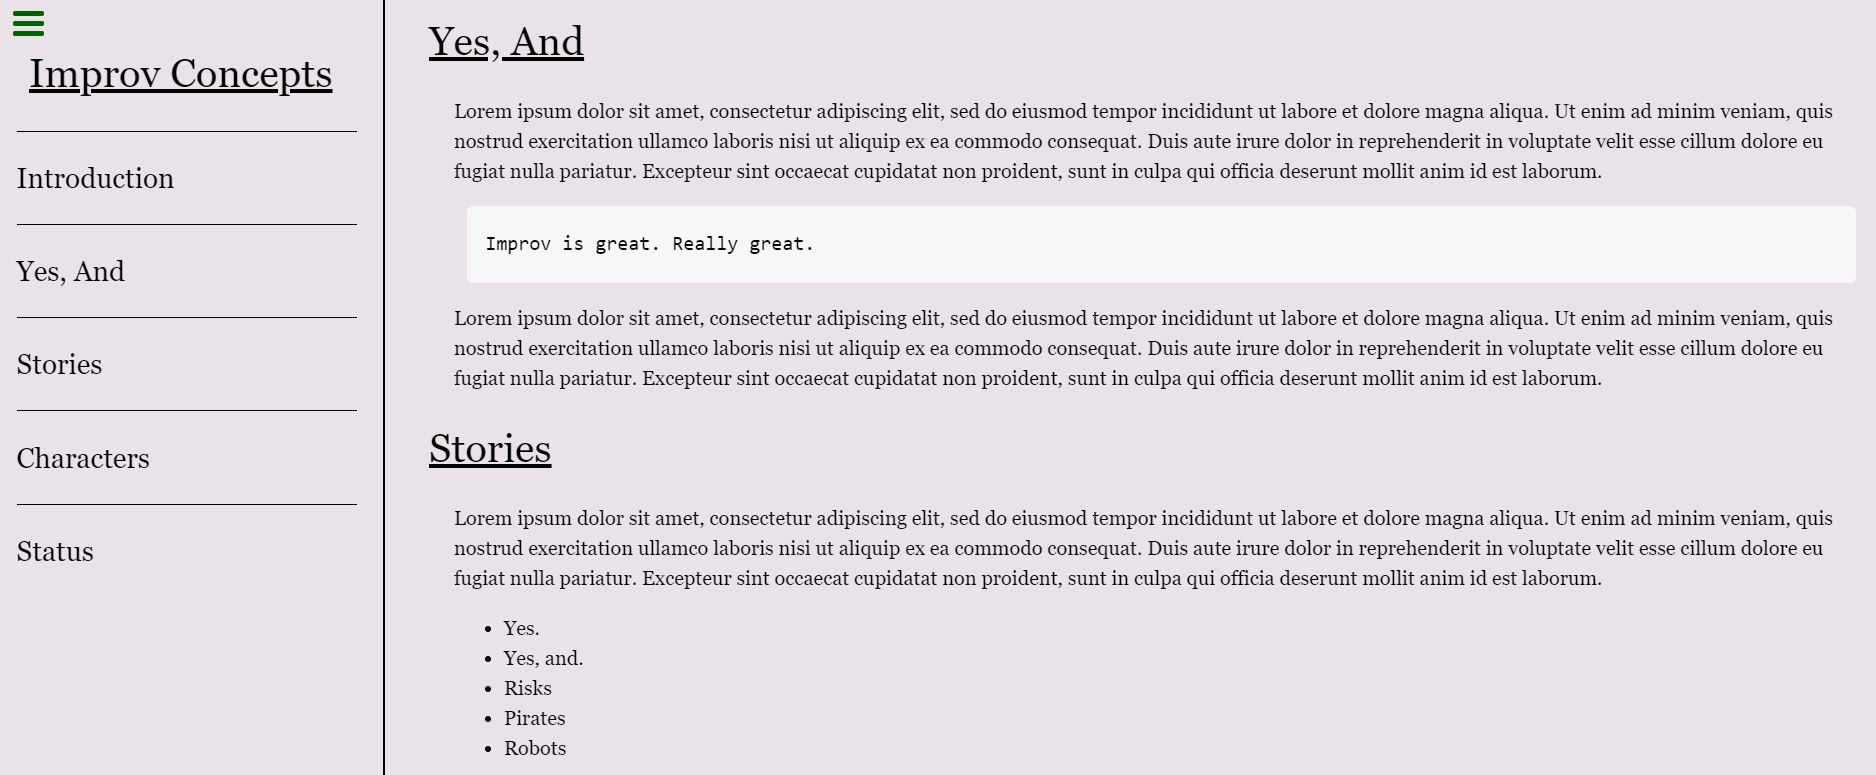 Improv Concepts
Introduction
Yes, And
Stories
Characters
Status
Yes, And
Lorem ipsum dolor sit amet, consectetur adipiscing elit, sed do eiusmod tempor incididunt ut labore et dolore magna aliqua. Ut enim ad minim veniam, quis
nostrud exercitation ullamco laboris nisi ut aliquip ex ea commodo consequat. Duis aute irure dolor in reprehenderit in voluptate velit esse cillum dolore eu
fugiat nulla pariatur. Excepteur sint occaecat cupidatat non proident, sunt in culpa qui officia deserunt mollit anim id est laborum.
Improv is great. Really great.
Lorem ipsum dolor sit amet, consectetur adipiscing elit, sed do eiusmod tempor incididunt ut labore et dolore magna aliqua. Ut enim ad minim veniam, quis
nostrud exercitation ullamco laboris nisi ut aliquip ex ea commodo consequat. Duis aute irure dolor in reprehenderit in voluptate velit esse cillum dolore eu
fugiat nulla pariatur. Excepteur sint occaecat cupidatat non proident, sunt in culpa qui officia deserunt mollit anim id est laborum.
Stories
Lorem ipsum dolor sit amet, consectetur adipiscing elit, sed do eiusmod tempor incididunt ut labore et dolore magna aliqua. Ut enim ad minim veniam, quis
nostrud exercitation ullamco laboris nisi ut aliquip ex ea commodo consequat. Duis aute irure dolor in reprehenderit in voluptate velit esse cillum dolore eu
fugiat nulla pariatur. Excepteur sint occaecat cupidatat non proident, sunt in culpa qui officia deserunt mollit anim id est laborum.
• Yes.
• Yes, and.
• Risks
• Pirates
• Robots